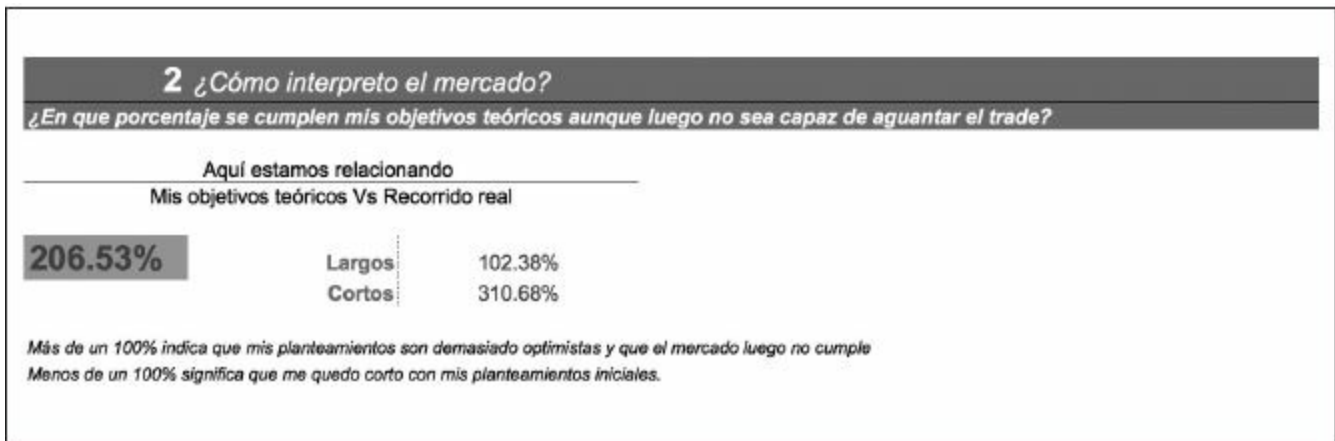 2 ¿Cómo interpreto el mercado?
¿En que porcentaje se cumplen mis objetivos teóricos aunque luego no sea capaz de aguantar el trade?
Aquí estamos relacionando
Mis objetivos teóricos Vs Recorrido real
206.53%
Largos 102.38%
Cortos 310.68%
Más de un 100% indica que mis planteamientos son demasiado optimistas y que el mercado luego no cumple
Menos de un 100% significa que me quedo corto con mis planteamientos iniciales.